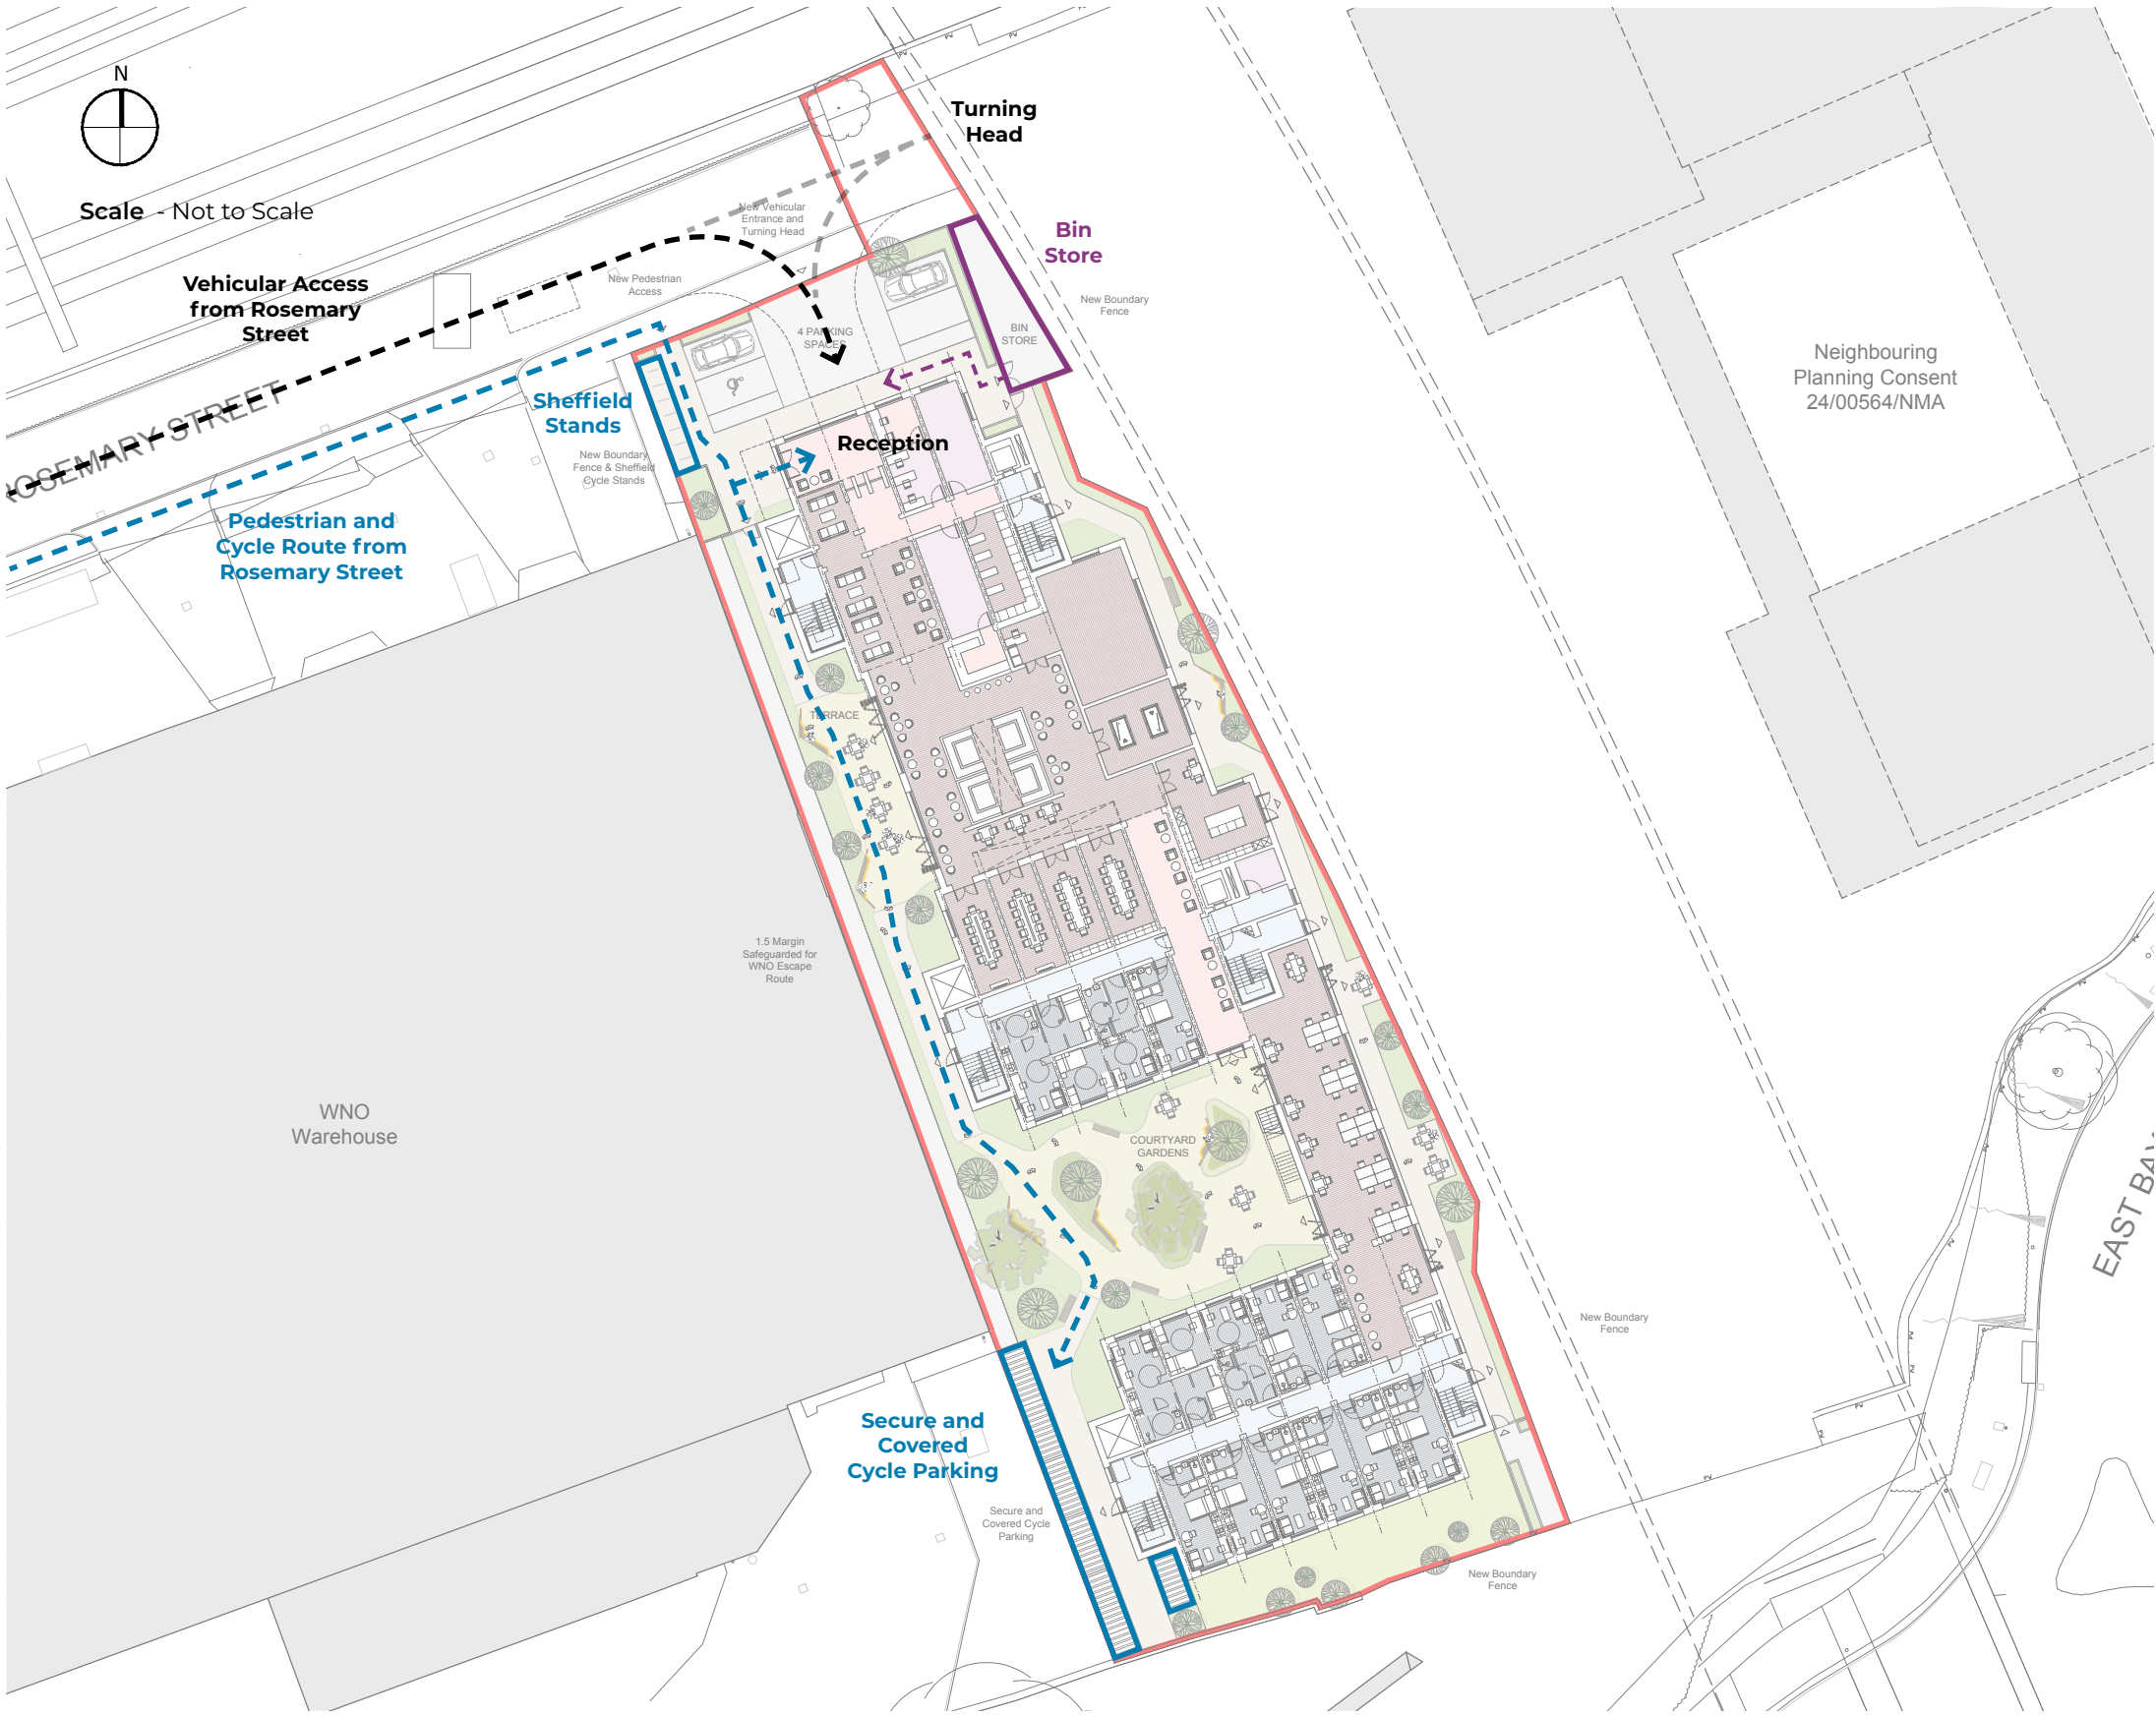 N
Scale - Not to Scale
Turning
Head
New Vehicular
Entrance and
Turning Head
Bin
Store
Vehicular Access
from Rosemary
Street
New Pedestrian
Access
New Boundary
Fence
4 PARKING
SPACES
BIN
STORE
Neighbouring
Planning Consent
24/00564/NMA
ROSEMARY STREET
Sheffield
Stands
Reception
New Boundary
Fence & Sheffield
Cycle Stands
Pedestrian and
Cycle Route from
Rosemary Street
TERRACE
1.5 Margin
Safeguarded for
WNO Escape
Route
WNO
Warehouse
COURTYARD
GARDENS
EAST BAY
New Boundary
Fence
Secure and
Covered
Cycle Parking
Secure and
Covered Cycle
Parking
New Boundary
Fence